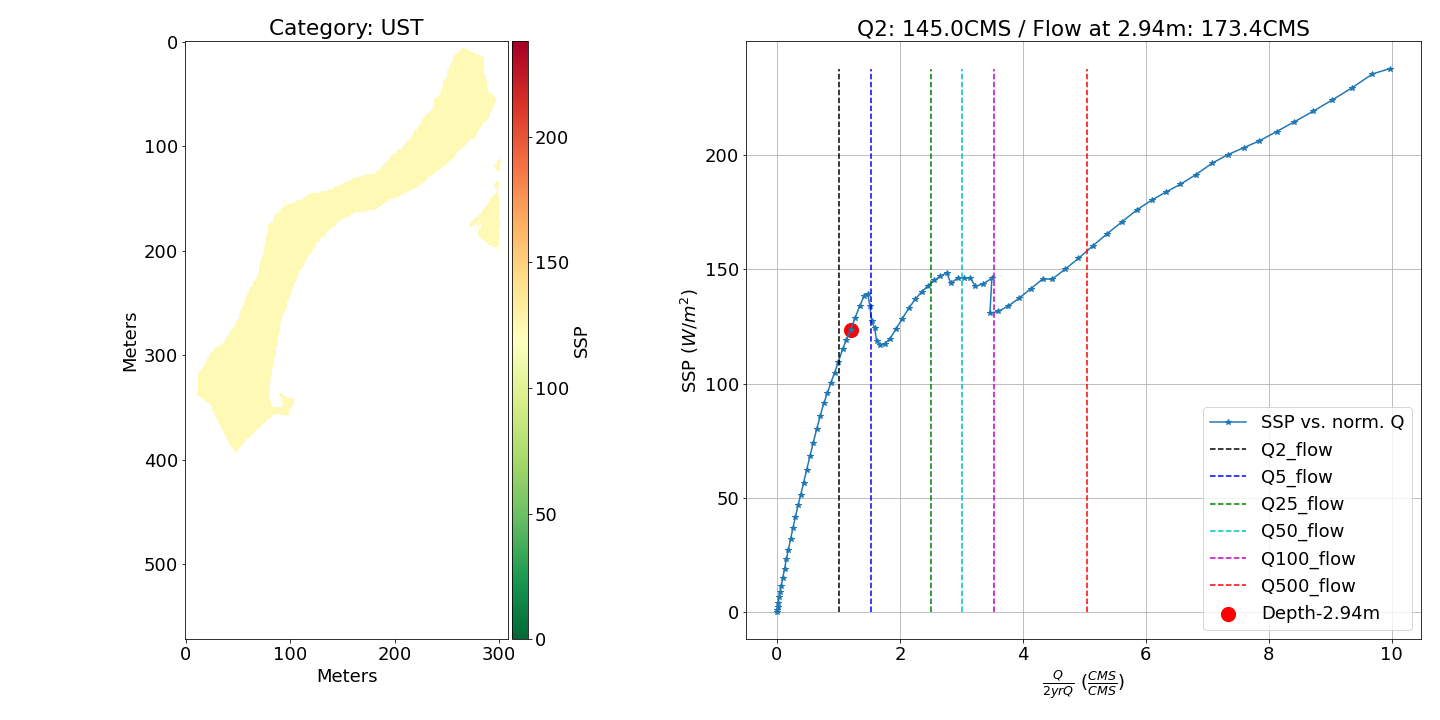 Category: UST
0
100
200
300
400
500
Meters
0
100
200
300
Meters
200
150
100
50
0
SSP
Q2: 145.0CMS / Flow at 2.94m: 173.4CMS
200
150
100
50
0
SSP (W/m²)
0
2
4
6
8
10
Q/2yrQ (CMS/CMS)
SSP vs. norm. Q
Q2_flow
Q5_flow
Q25_flow
Q50_flow
Q100_flow
Q500_flow
Depth-2.94m